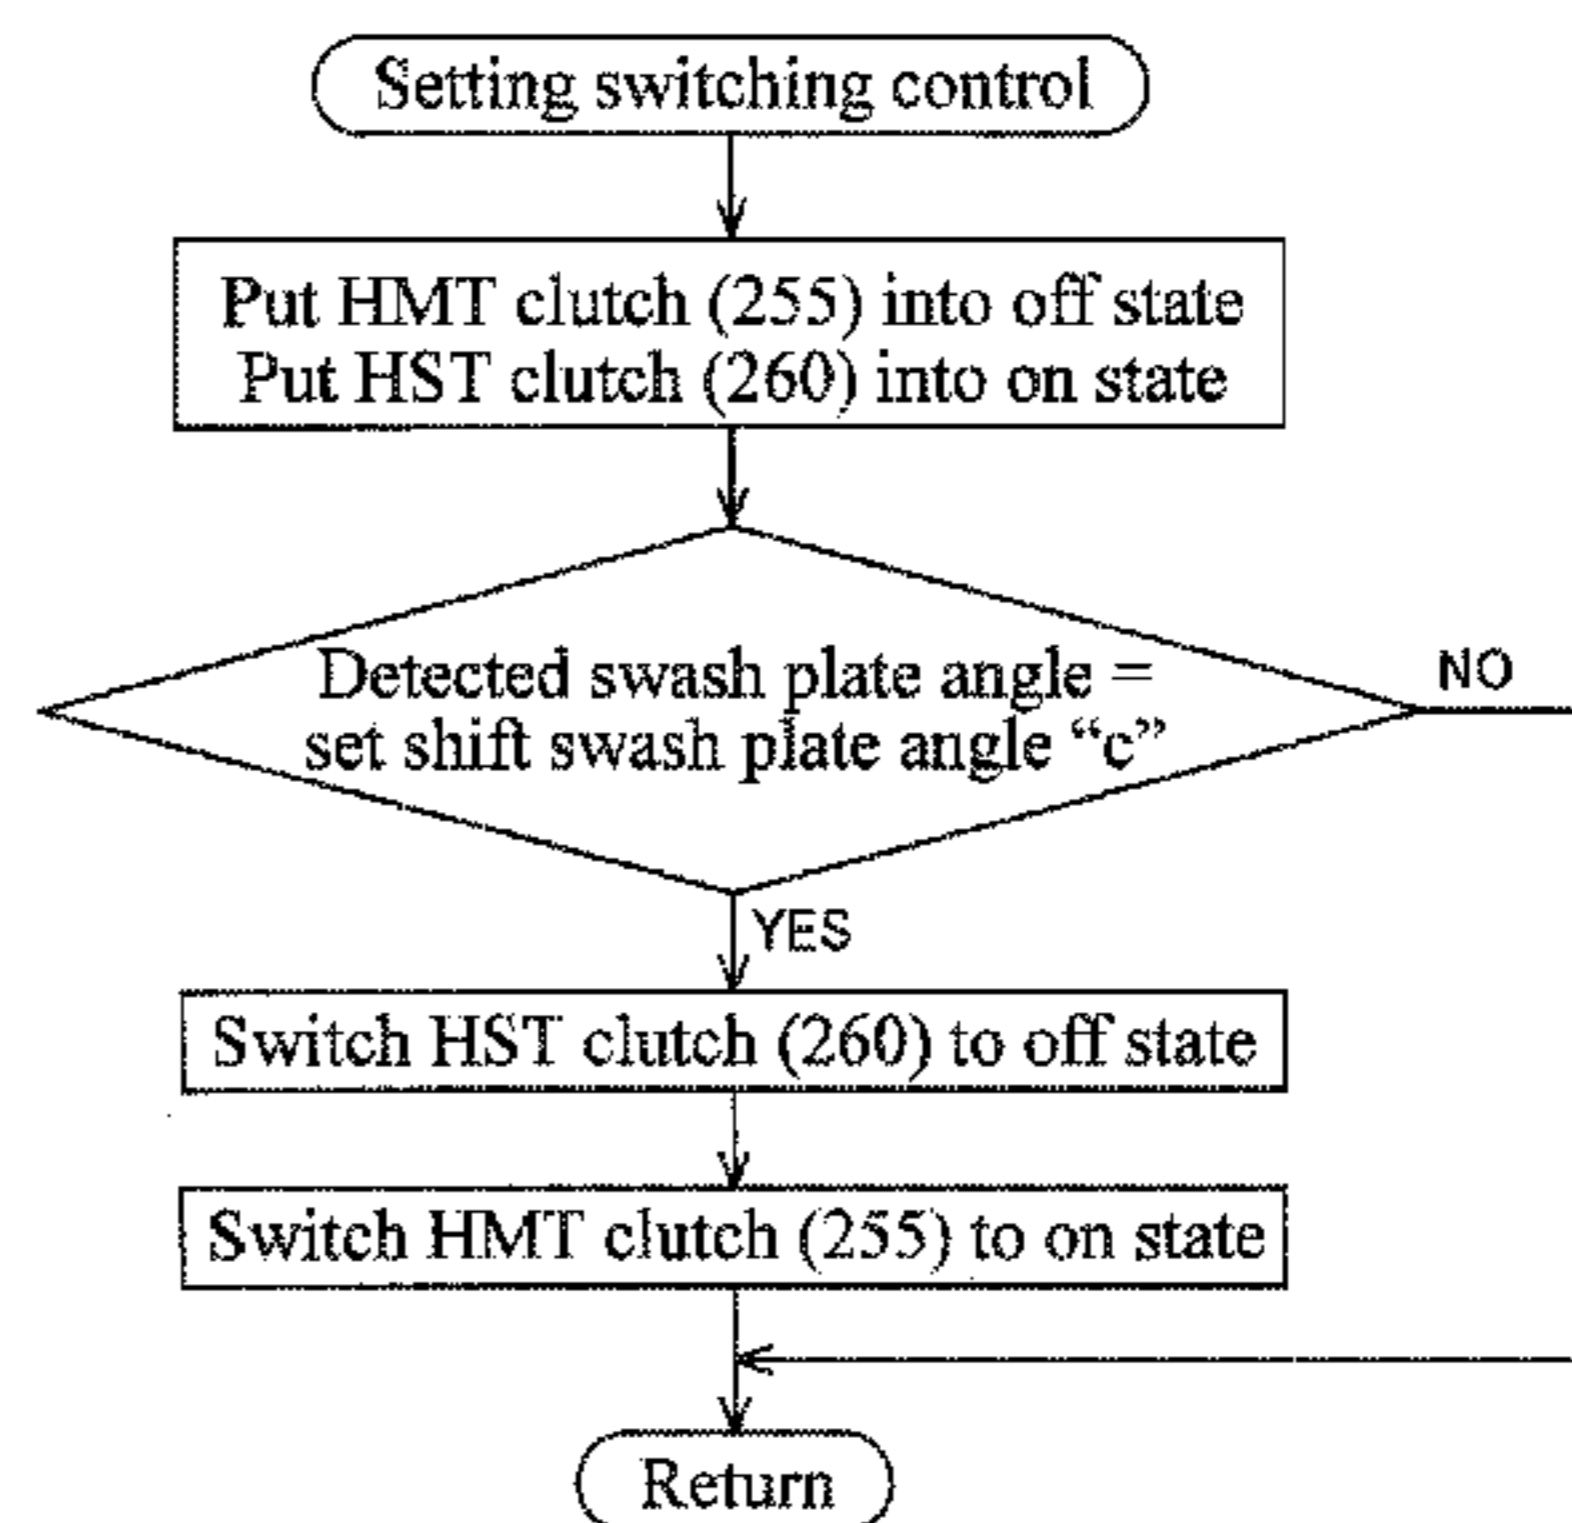 Setting switching control
Put HMT clutch (255) into off state
Put HST clutch (260) into on state
Detected swash plate angle =
set shift swash plate angle “c”
NO
YES
Switch HST clutch (260) to off state
Switch HMT clutch (255) to on state
Return